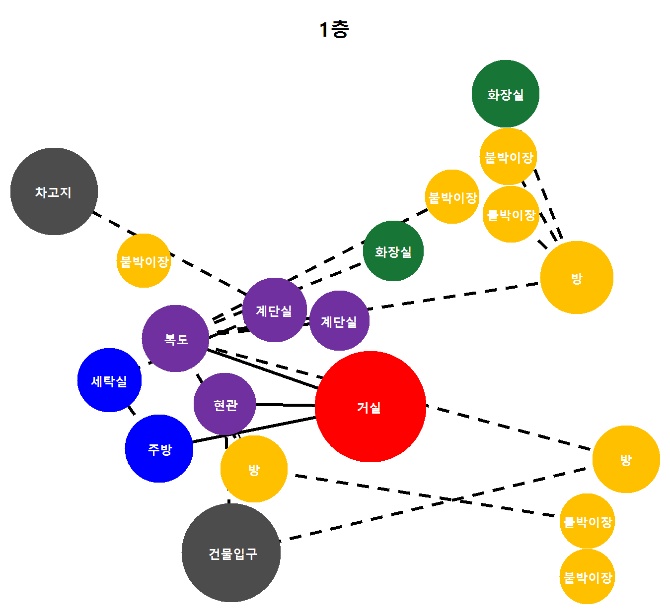 1층
화장실
붙박이장
차고지
붙박이장
붙박이장
화장실
붙박이장
방
계단실
계단실
복도
세탁실
현관
거실
주방
방
방
붙박이장
건물입구
붙박이장